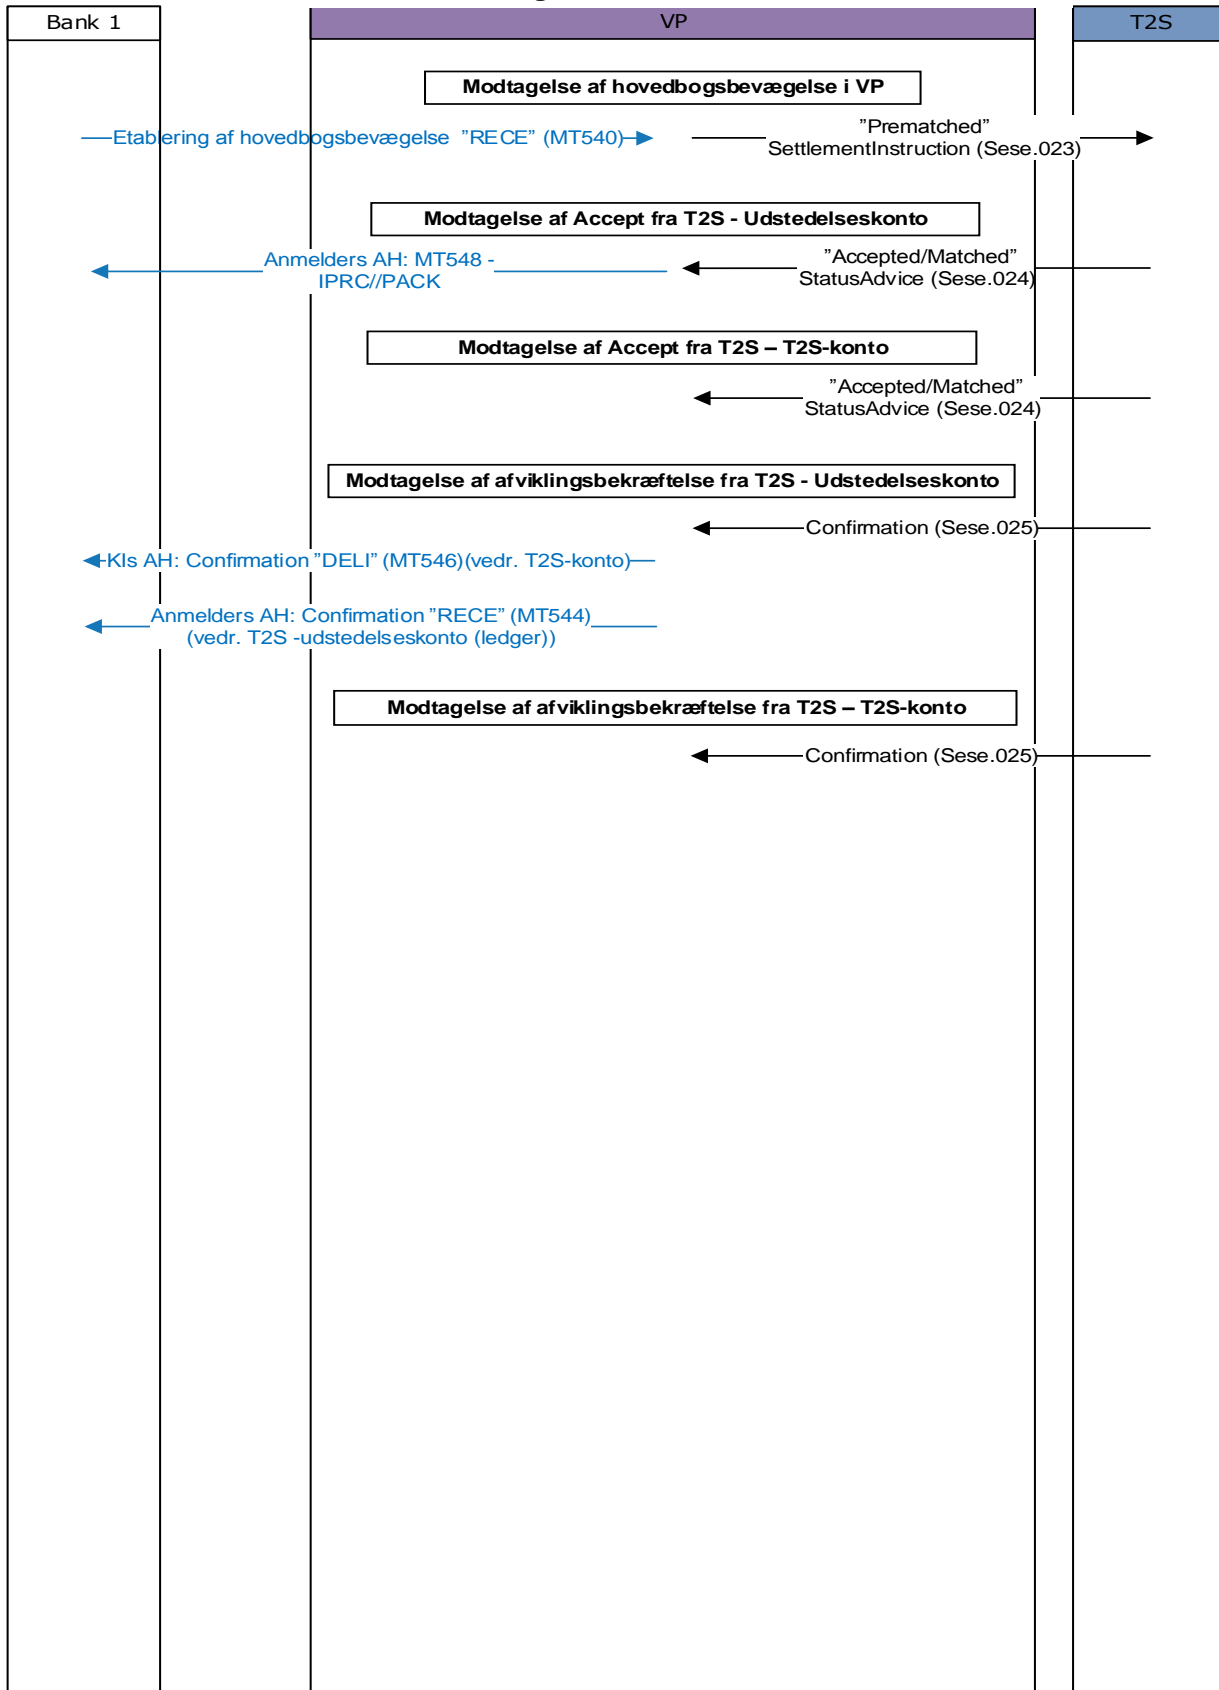 Bank 1
VP
T2S
Modtagelse af hovedbogsbevægelse i VP
Etablering af hovedbogsbevægelse ”RECE” (MT540)
”Prematched”
SettlementInstruction (Sese.023)
Modtagelse af Accept fra T2S - Udstedelseskonto
Anmelders AH: MT548 -
IPRC//PACK
”Accepted/Matched”
StatusAdvice (Sese.024)
Modtagelse af Accept fra T2S – T2S-konto
”Accepted/Matched”
StatusAdvice (Sese.024)
Modtagelse af afviklingsbekræftelse fra T2S - Udstedelseskonto
Confirmation (Sese.025)
KIs AH: Confirmation ”DELI” (MT546)(vedr. T2S-konto)
Anmelders AH: Confirmation ”RECE” (MT544)
(vedr. T2S -udstedelseskonto (ledger))
Modtagelse af afviklingsbekræftelse fra T2S – T2S-konto
Confirmation (Sese.025)